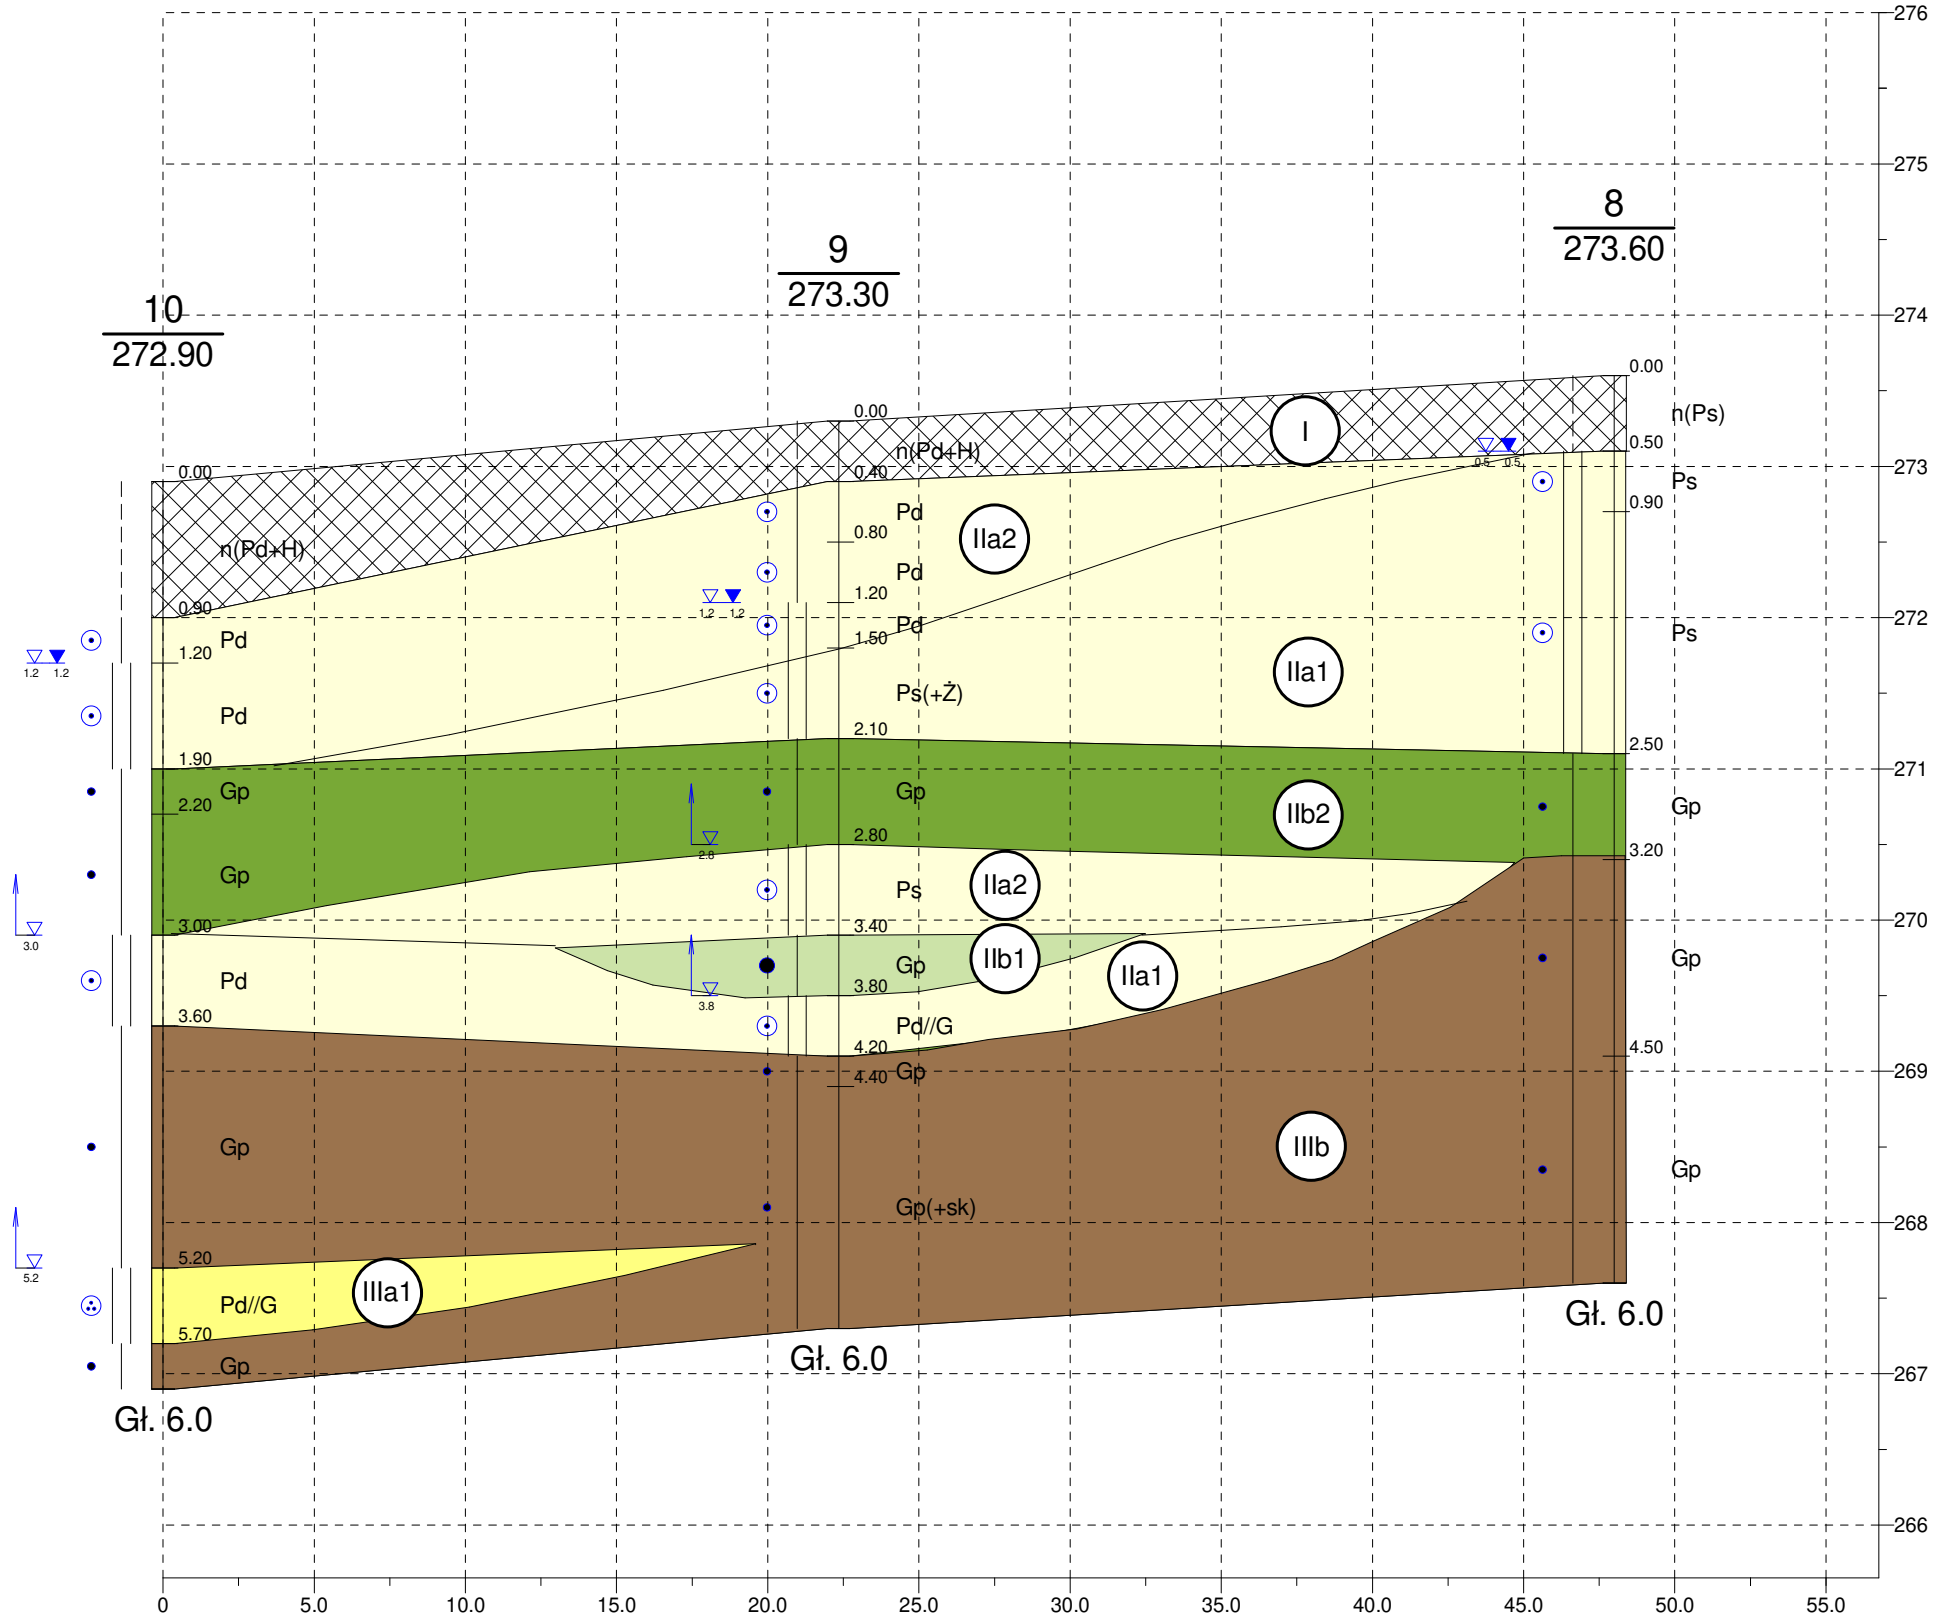 276
275
8
273.60
9
273.30
274
10
272.90
0.00
n(Ps)
0.00
I
0.50
n(Pd+H)
0.5 0.5
0.00
0.40
273
Ps
Pd
0.90
0.80
IIa2
n(Pd+H)
Pd
1.20
1.2 1.2
0.90
272
Pd
Pd
Ps
1.50
1.20
1.2 1.2
IIa1
Ps(+Ż)
Pd
2.10
2.50
1.90
271
Gp
Gp
Gp
2.20
IIb2
2.80
2.8
3.20
Gp
IIa2
Ps
3.00
3.0
3.40
270
Gp
IIb1
Gp
IIa1
Pd
3.80
3.8
3.60
Pd//G
4.20
4.50
Gp
4.40
269
Gp
IIIb
Gp
Gp(+sk)
268
5.20
5.2
IIIa1
Pd//G
Gł. 6.0
5.70
Gł. 6.0
Gp
267
Gł. 6.0
266
0 5.0 10.0 15.0 20.0 25.0 30.0 35.0 40.0 45.0 50.0 55.0